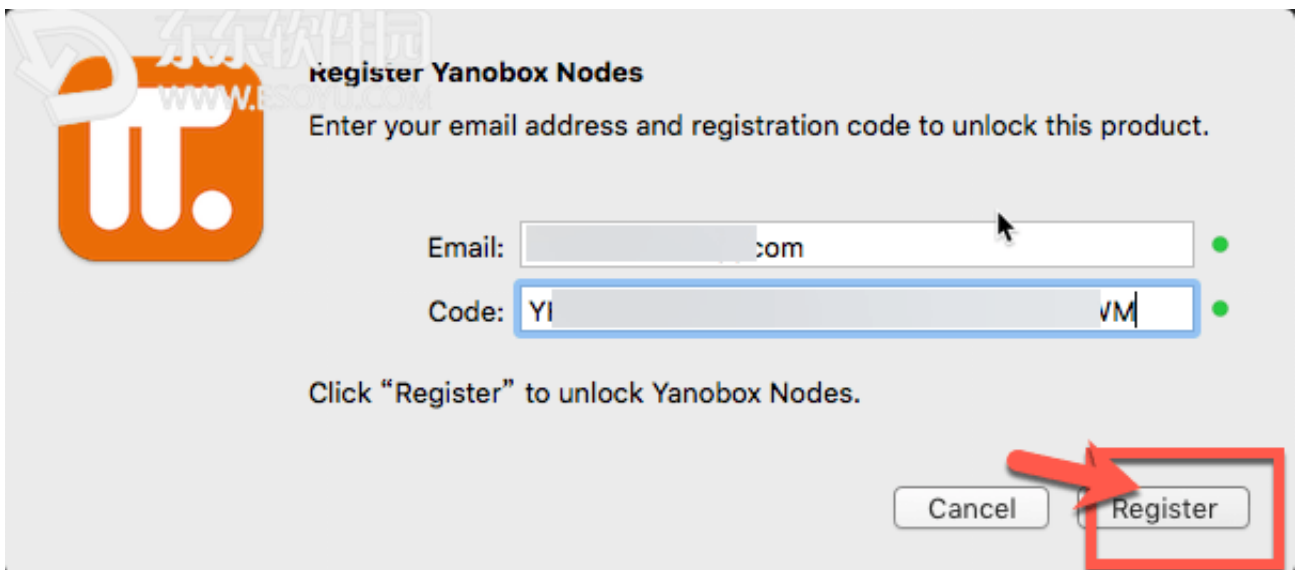 东东软件园
WWW.ESOYU.COM
Register Yanobox Nodes
Enter your email address and registration code to unlock this product.
Email: .com
Code: YI VM
Click “Register” to unlock Yanobox Nodes.
Cancel Register